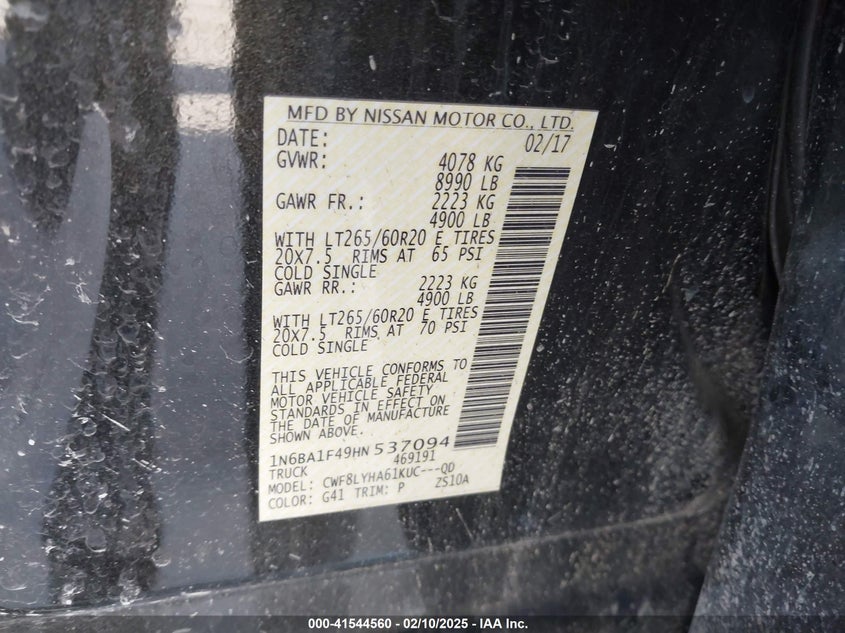 MFD BY NISSAN MOTOR CO., LTD.
DATE: 02/17
GVWR: 4078 KG
8990 LB
GAWR FR.: 2223 KG
4900 LB
WITH LT265/60R20 E TIRES
20X7.5 RIMS AT 65 PSI
COLD SINGLE
GAWR RR.: 2223 KG
4900 LB
WITH LT265/60R20 E TIRES
20X7.5 RIMS AT 70 PSI
COLD SINGLE
THIS VEHICLE CONFORMS TO
ALL APPLICABLE FEDERAL
MOTOR VEHICLE SAFETY
STANDARDS IN EFFECT ON
THE DATE OF MANUFACTURE
SHOWN ABOVE.
1N6BA1F49HN537094
TRUCK 469191
MODEL: CWF8LYHA61KUC---QD
COLOR: G41 TRIM: P ZS10A
000-41544560 — 02/10/2025 — IAA Inc.